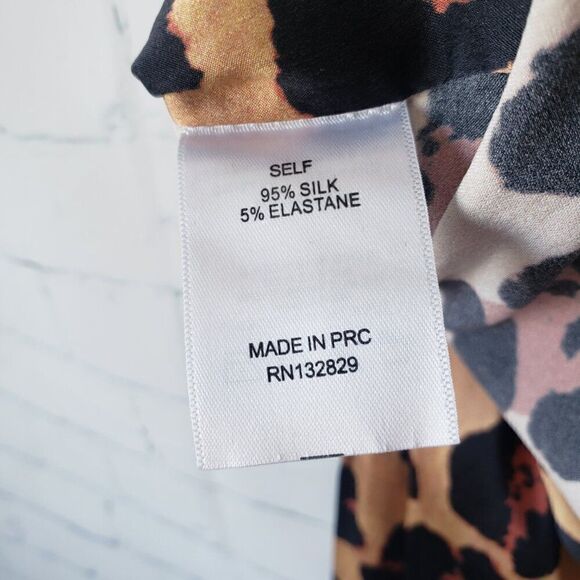 SELF
95% SILK
5% ELASTANE
MADE IN PRC
RN132829